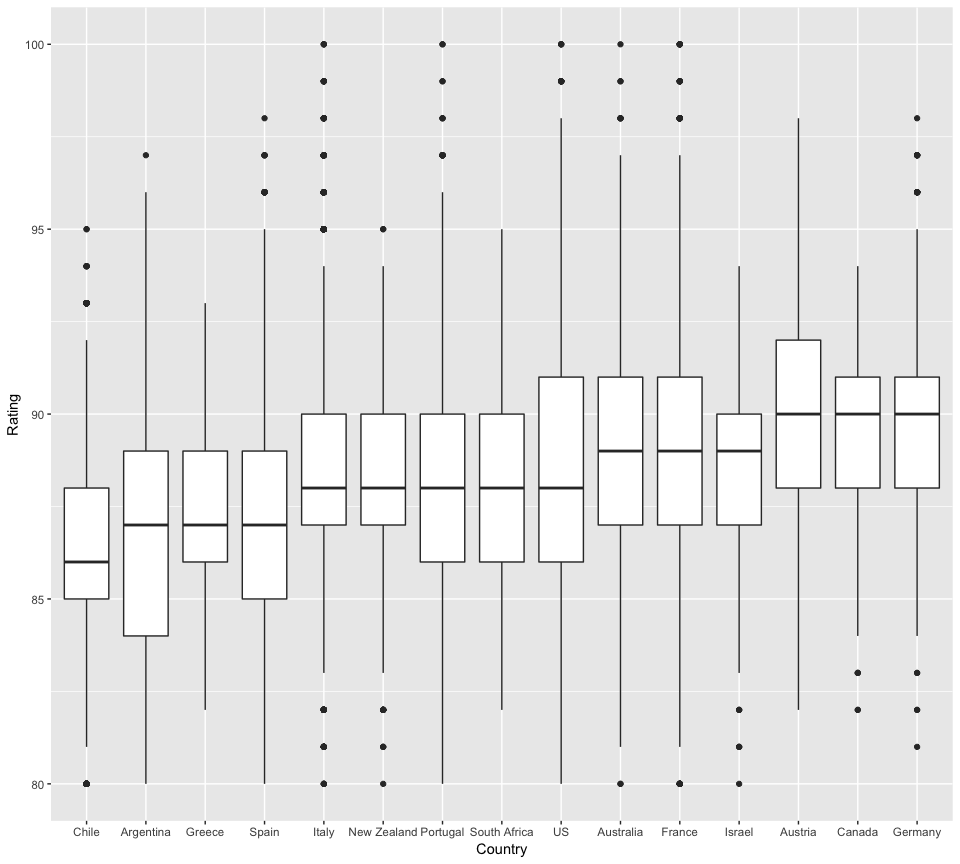 Rating
100
95
90
85
80
Chile Argentina Greece Spain Italy New Zealand Portugal South Africa US Australia France Israel Austria Canada Germany
Country